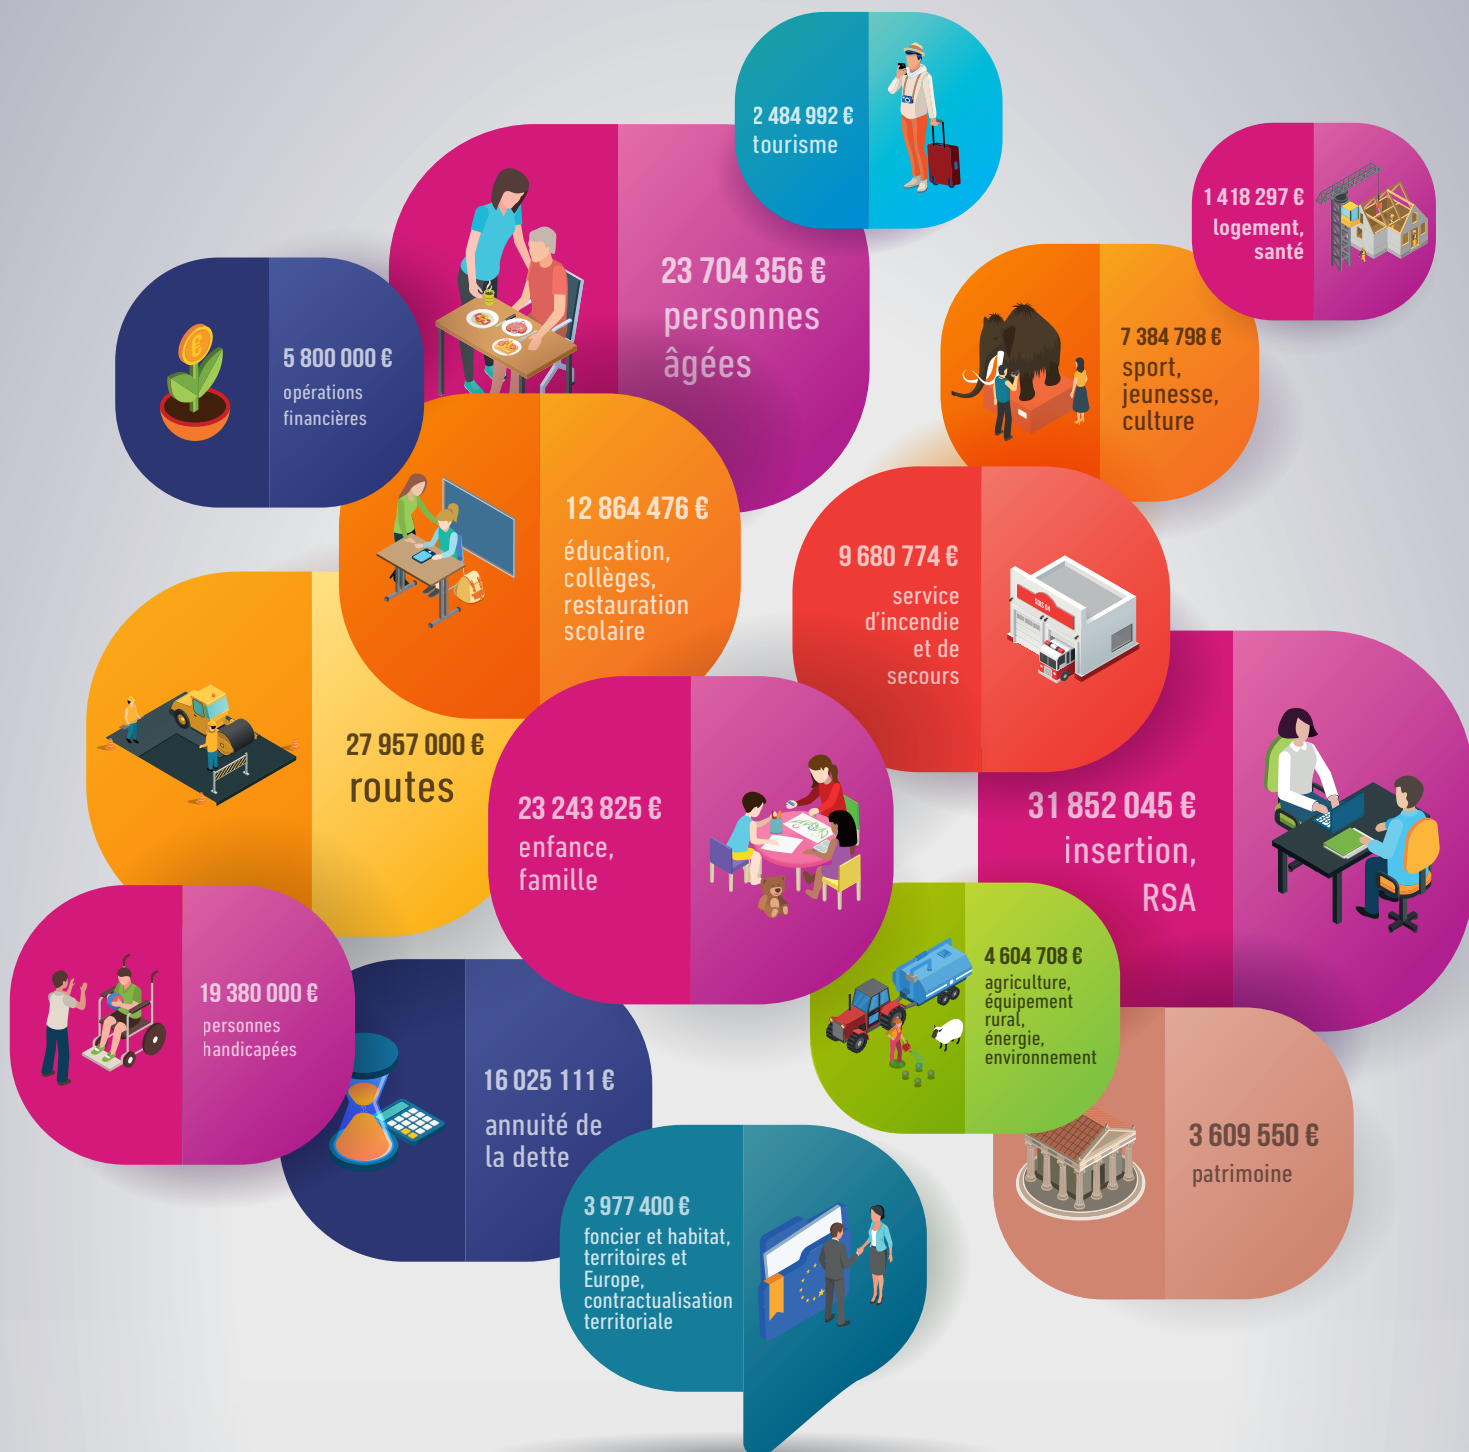 2 484 992 €
tourisme
1 418 297 €
logement,
santé
23 704 356 €
personnes
âgées
7 384 798 €
sport,
jeunesse,
culture
5 800 000 €
opérations
financières
12 864 476 €
éducation,
collèges,
restauration
scolaire
9 680 774 €
service
d'incendie
et de
secours
SDIS 64
27 957 000 €
routes
23 243 825 €
enfance,
famille
31 852 045 €
insertion,
RSA
19 380 000 €
personnes
handicapées
4 604 708 €
agriculture,
équipement
rural,
énergie,
environnement
16 025 111 €
annuité de
la dette
3 609 550 €
patrimoine
3 977 400 €
foncier et habitat,
territoires et
Europe,
contractualisation
territoriale